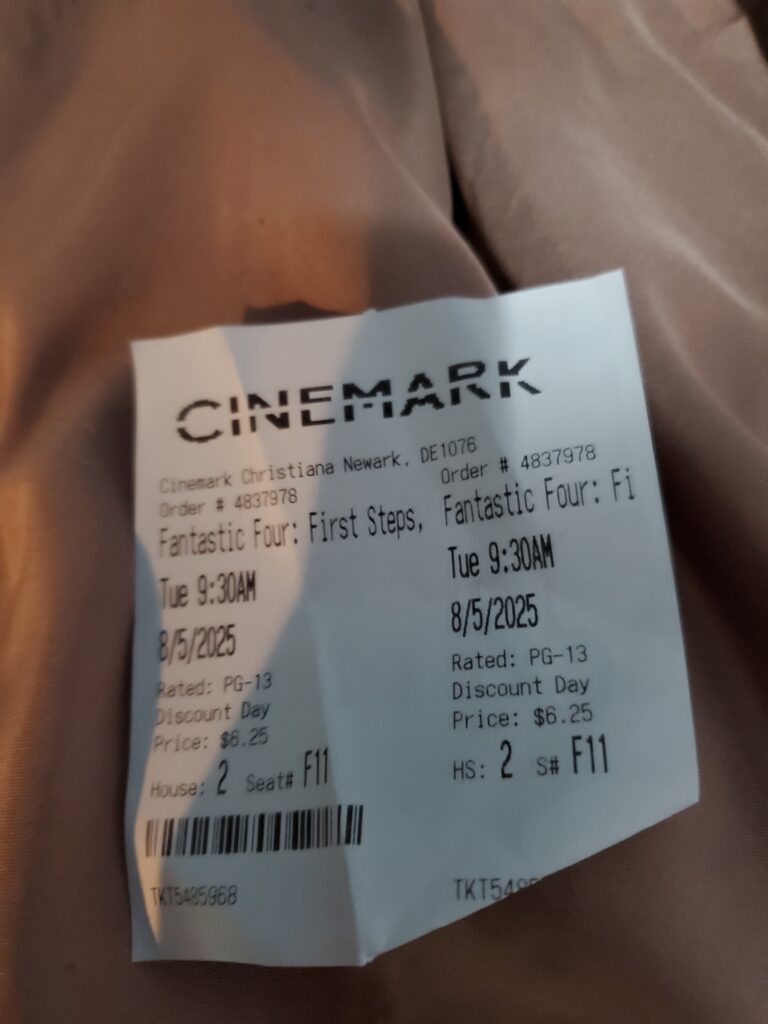 CINEMARK
Cinemark Christiana Newark, DE1076
Order # 4837978 Order # 4837978
Fantastic Four: First Steps, Fantastic Four: Fi
Tue 9:30AM Tue 9:30AM
8/5/2025 8/5/2025
Rated: PG-13 Rated: PG-13
Discount Day Discount Day
Price: $6.25 Price: $6.25
House: 2 Seat# F11 HS: 2 S# F11
TKT5485968 TKT5485